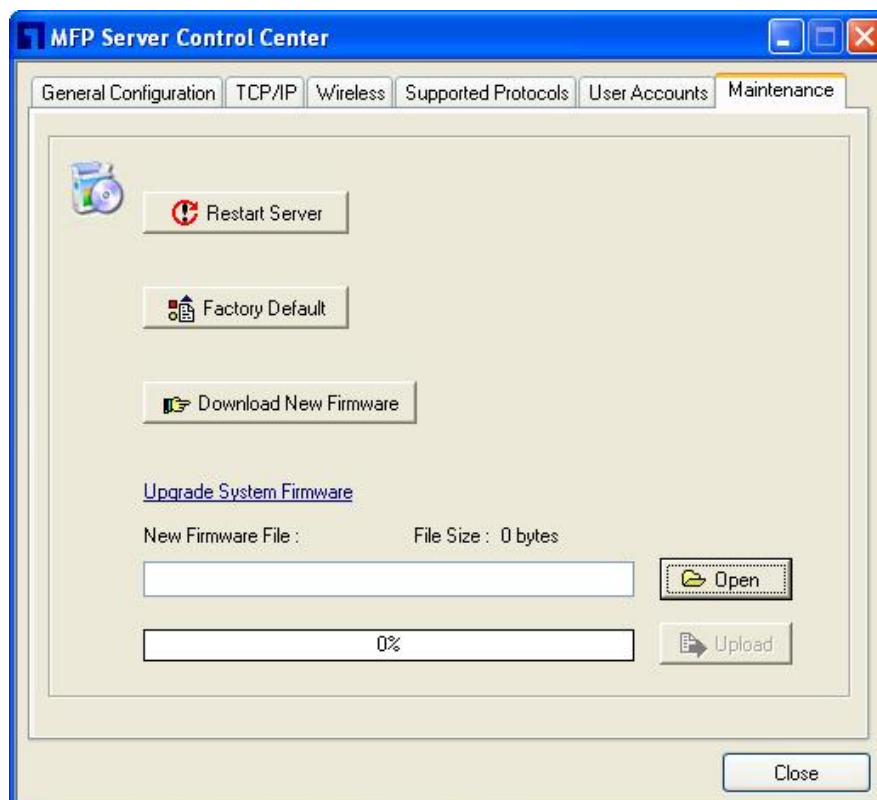 MFP Server Control Center
General Configuration TCP/IP Wireless Supported Protocols User Accounts Maintenance
Restart Server
Factory Default
Download New Firmware
Upgrade System Firmware
New Firmware File : File Size : 0 bytes
Open
0% Upload
Close